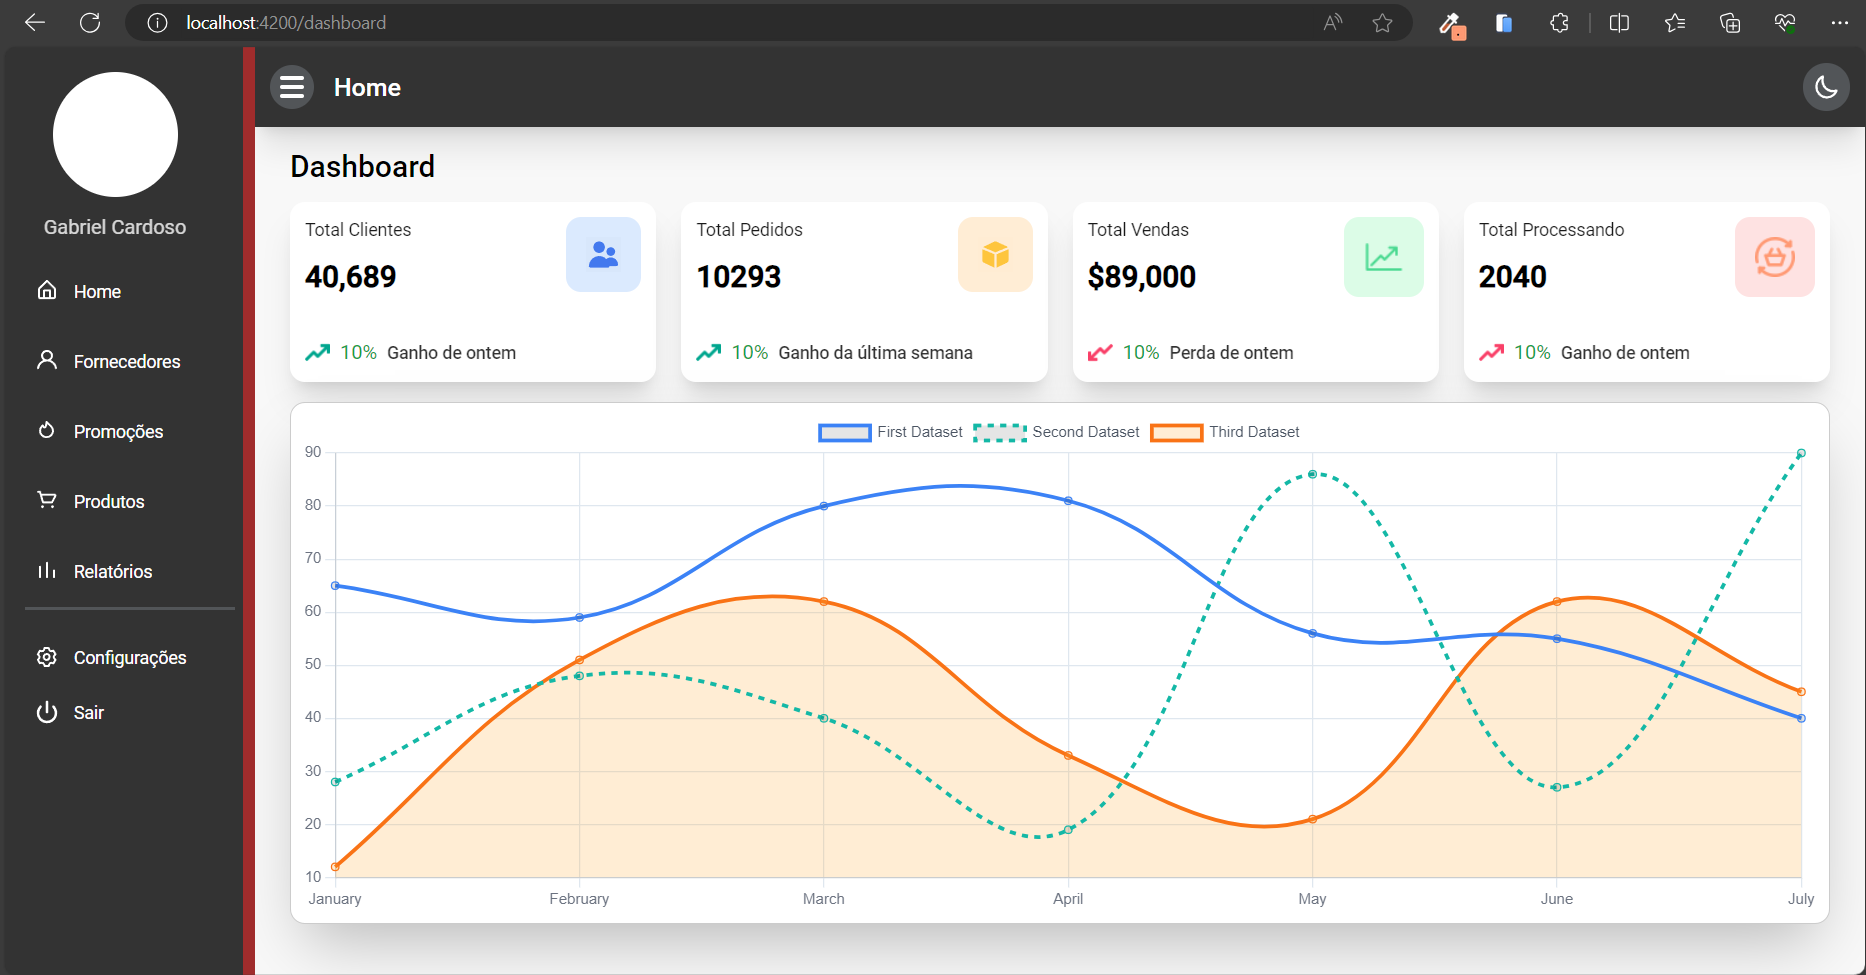 localhost:4200/dashboard
Home
Gabriel Cardoso
Home
Fornecedores
Promoções
Produtos
Relatórios
Configurações
Sair
Dashboard
Total Clientes
40,689
10% Ganho de ontem
Total Pedidos
10293
10% Ganho da última semana
Total Vendas
$89,000
10% Perda de ontem
Total Processando
2040
10% Ganho de ontem
First Dataset Second Dataset Third Dataset
90
80
70
60
50
40
30
20
10
January February March April May June July